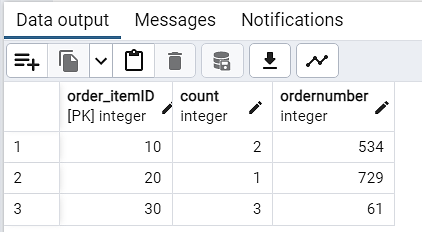 Data output Messages Notifications
order_itemID count ordernumber
[PK] integer integer integer
1 10 2 534
2 20 1 729
3 30 3 61